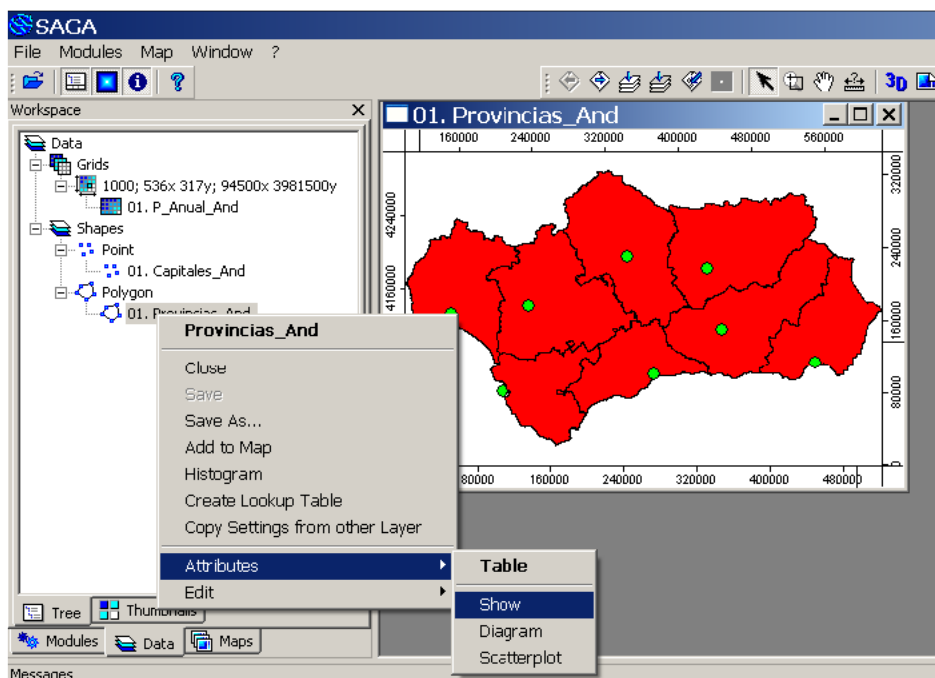 SAGA
File Modules Map Window ?
3D
Workspace
Data
Grids
1000; 536x 317y; 94500x 3981500y
01. P_Anual_And
Shapes
Point
01. Capitales_And
Polygon
01. Provincias_And
Provincias_And
Close
Save
Save As...
Add to Map
Histogram
Create Lookup Table
Copy Settings from other Layer
Attributes
Edit
Table
Show
Diagram
Scatterplot
Tree Thumbnails
Modules Data Maps
Messages
01. Provincias_And
160000 240000 320000 400000 480000 560000
4240000
4160000
320000
240000
160000
80000
0
80000 160000 240000 320000 400000 480000